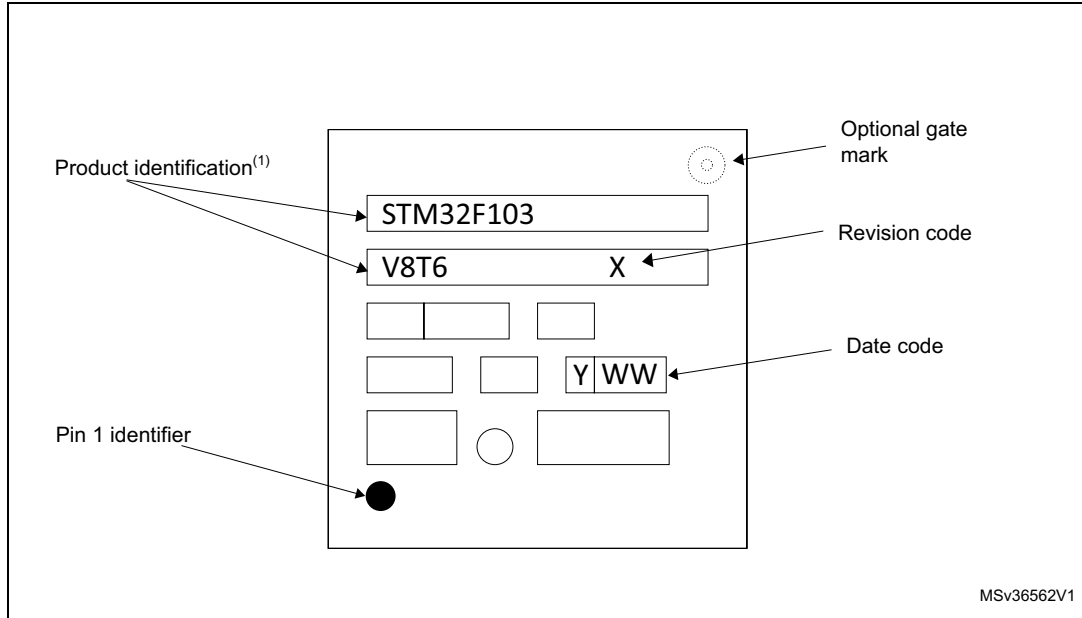 Optional gate
mark
Product identification(1)
STM32F103
Revision code
V8T6 X
Date code
Y WW
Pin 1 identifier
MSv36562V1